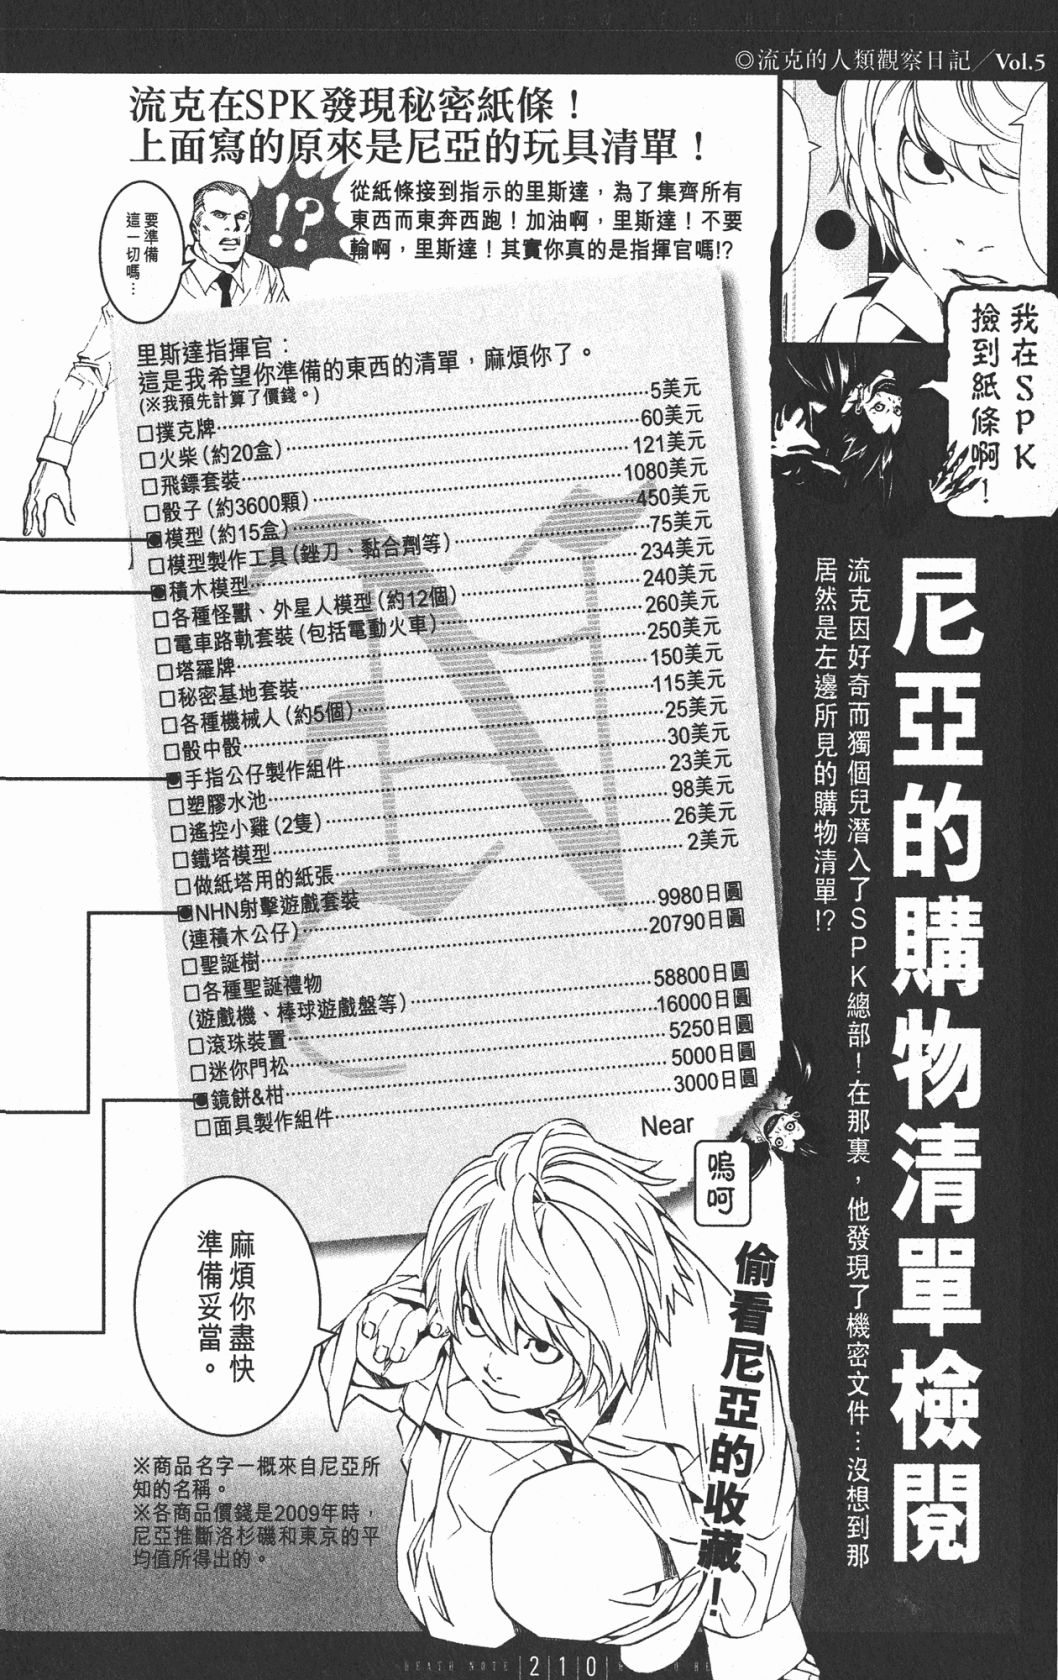 ◎流克的人類觀察日記／Vol.5
流克在SPK發現秘密紙條！
上面寫的原來是尼亞的玩具清單！
從紙條接到指示的里斯達，為了集齊所有
東西而東奔西跑！加油啊，里斯達！不要
輸啊，里斯達！其實你真的是指揮官嗎!?
!?
要準備
這一切嗎…
我在SPK
撿到紙條啊！
尼亞的購物清單檢閱
流克因好奇而獨個兒潛入了SPK總部！在那裏，他發現了機密文件…沒想到那
居然是左邊所見的購物清單!?
里斯達指揮官：
這是我希望你準備的東西的清單，麻煩你了。
(※我預先計算了價錢。)
□撲克牌…5美元
□火柴(約20盒)…60美元
□飛鏢套裝…121美元
□骰子(約3600顆)…1080美元
◙模型(約15盒)…450美元
□模型製作工具(銼刀、黏合劑等)…75美元
◙積木模型…234美元
□各種怪獸、外星人模型(約12個)…240美元
□電車路軌套裝(包括電動火車)…260美元
□塔羅牌…250美元
□秘密基地套裝…150美元
□各種機械人(約5個)…115美元
□骰中骰…25美元
◙手指公仔製作組件…30美元
□塑膠水池…23美元
□遙控小雞(2隻)…98美元
□鐵塔模型…26美元
□做紙塔用的紙張…2美元
◙NHN射擊遊戲套裝
(連積木公仔)…9980日圓
□聖誕樹…20790日圓
□各種聖誕禮物
(遊戲機、棒球遊戲盤等)…58800日圓
□滾珠裝置…16000日圓
□迷你門松…5250日圓
◙鏡餅&柑…5000日圓
□面具製作組件…3000日圓
Near
嗚呵
偷看尼亞的收藏！
麻煩你盡快
準備妥當。
※商品名字一概來自尼亞所
知的名稱。
※各商品價錢是2009年時，
尼亞推斷洛杉磯和東京的平
均值所得出的。
DEATH NOTE
210